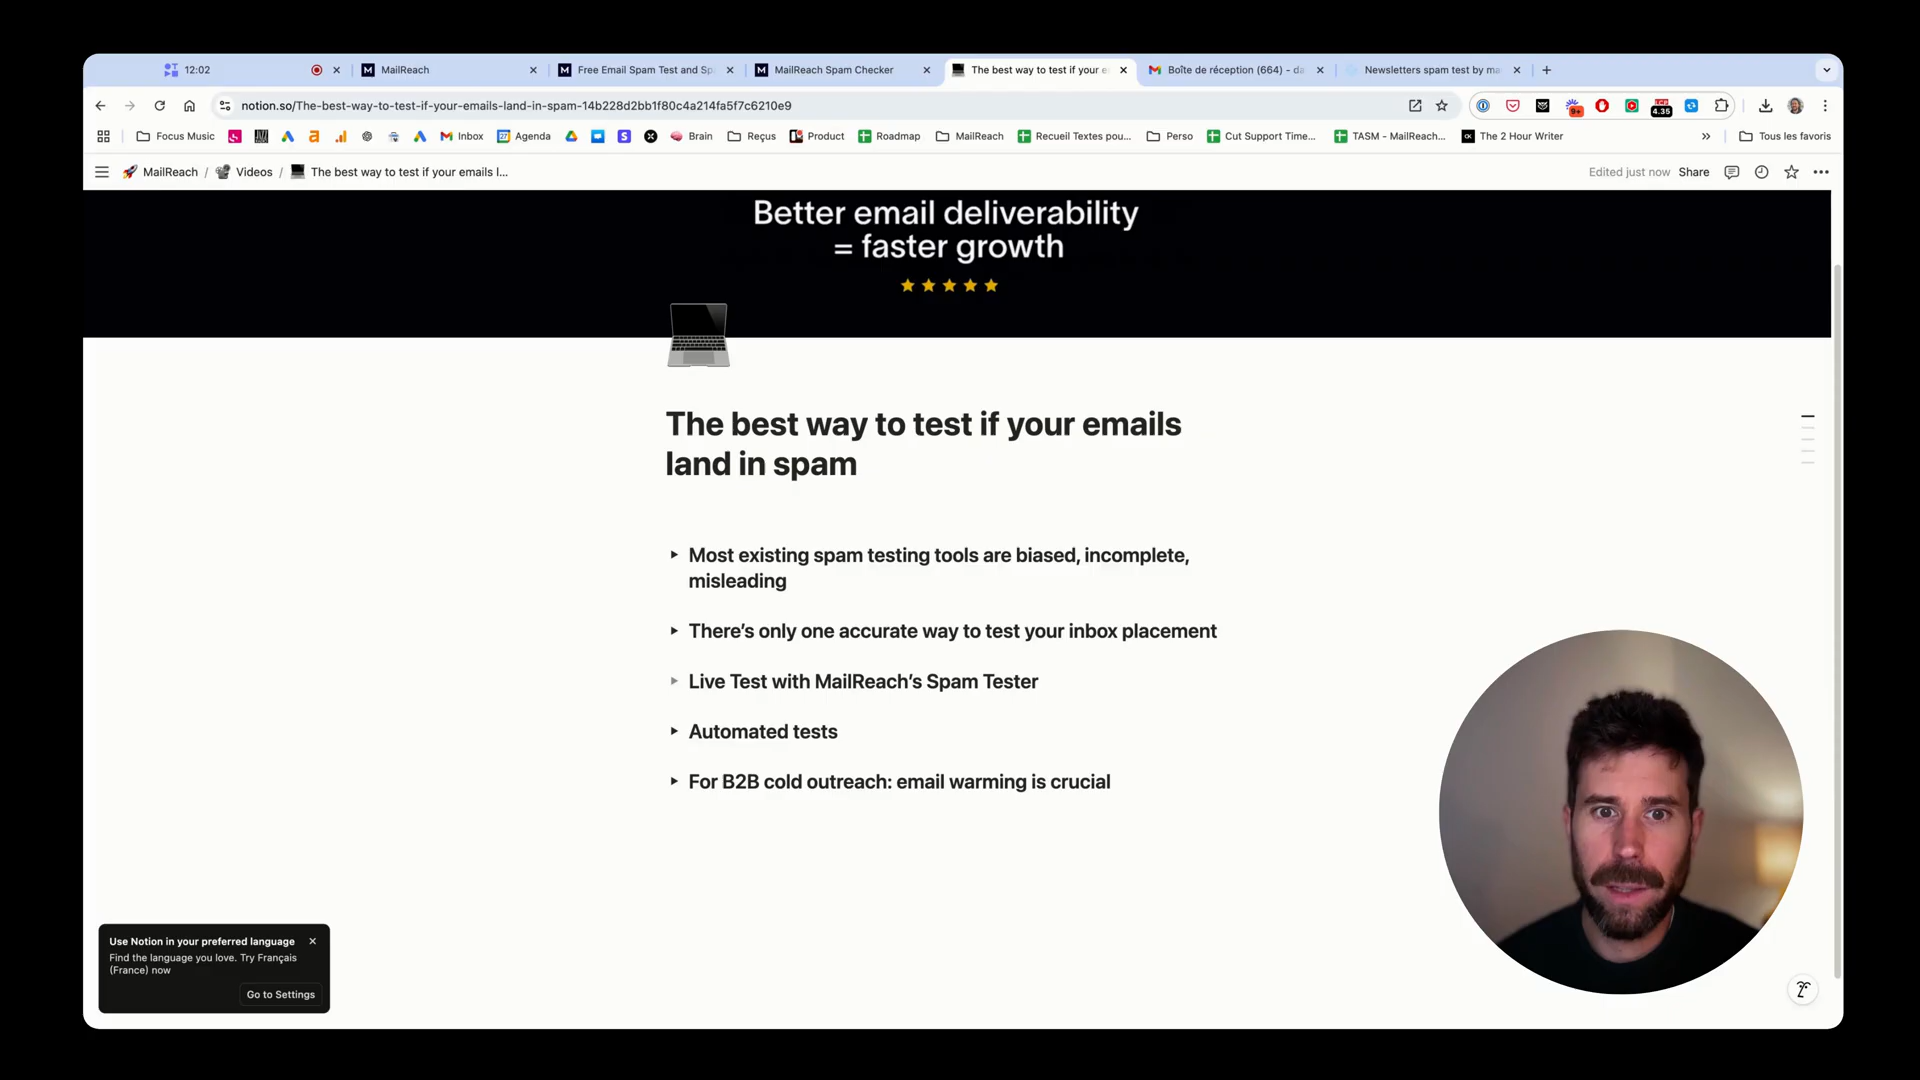 12:02
MailReach
Free Email Spam Test and Sp
MailReach Spam Checker
The best way to test if your e
Boîte de réception (664) - da
Newsletters spam test by ma
notion.so/The-best-way-to-test-if-your-emails-land-in-spam-14b228d2bb1f80c4a214fa5f7c6210e9
9+
4.35
Focus Music
Inbox
27
Agenda
Brain
Reçus
Product
Roadmap
MailReach
Recueil Textes pou...
Perso
Cut Support Time...
TASM - MailReach...
The 2 Hour Writer
Tous les favoris
MailReach / Videos / The best way to test if your emails l...
Edited just now
Share
Better email deliverability
= faster growth
The best way to test if your emails
land in spam
Most existing spam testing tools are biased, incomplete,
misleading
There's only one accurate way to test your inbox placement
Live Test with MailReach's Spam Tester
Automated tests
For B2B cold outreach: email warming is crucial
Use Notion in your preferred language
Find the language you love. Try Français
(France) now
Go to Settings